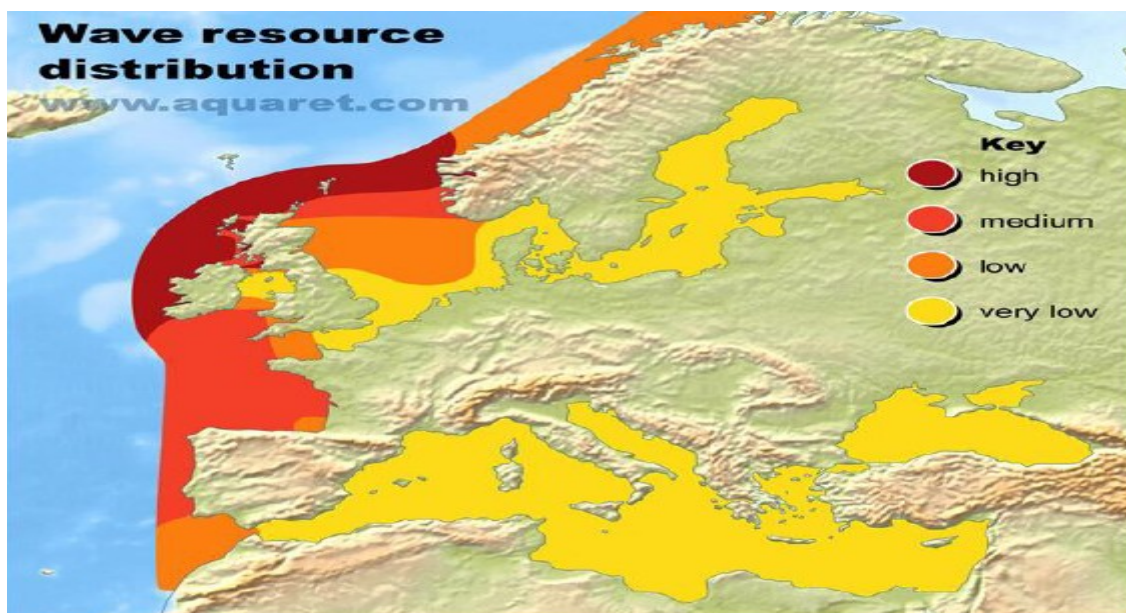 Wave resource
distribution
www.aquaret.com
Key
high
medium
low
very low